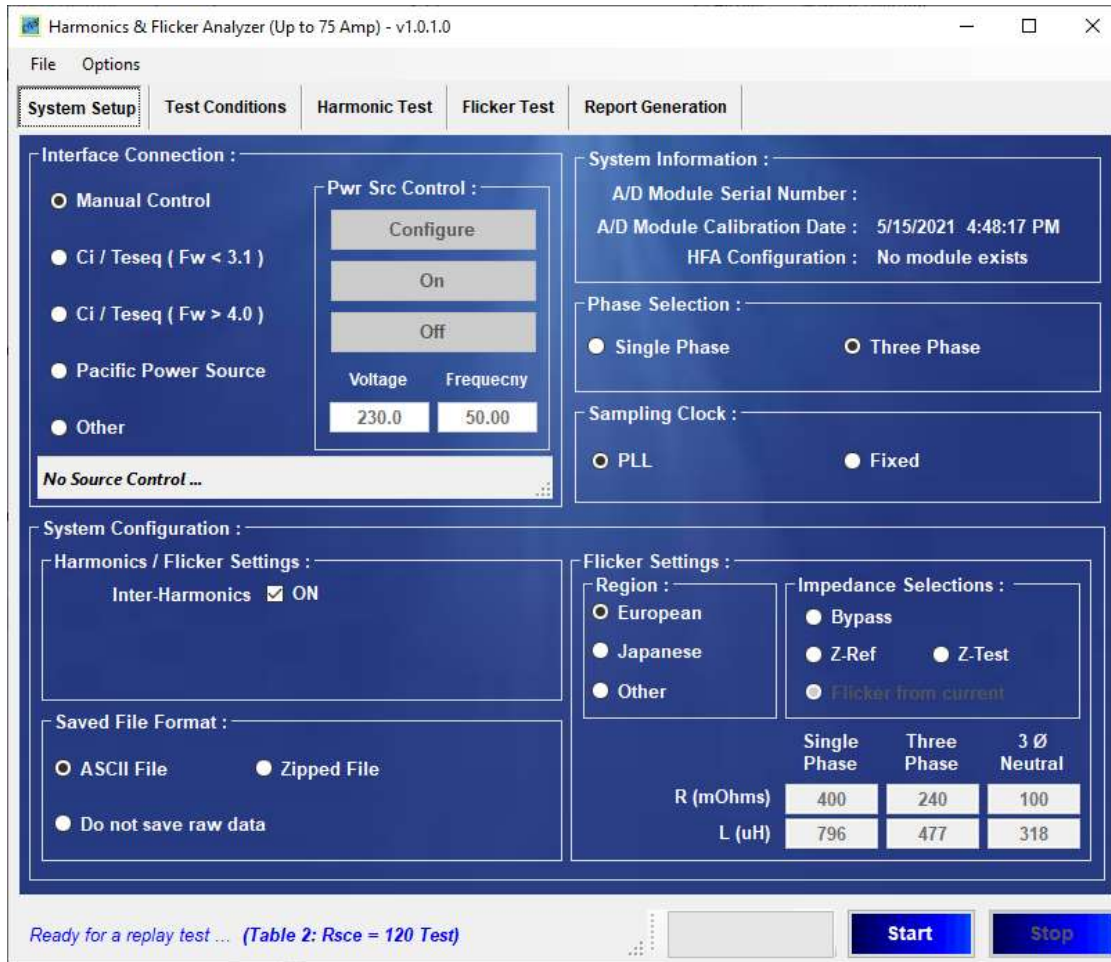 Harmonics & Flicker Analyzer (Up to 75 Amp) - v1.0.1.0
File Options
System Setup Test Conditions Harmonic Test Flicker Test Report Generation
Interface Connection :
Manual Control
Ci / Teseq ( Fw < 3.1 )
Ci / Teseq ( Fw > 4.0 )
Pacific Power Source
Other
Pwr Src Control :
Configure
On
Off
Voltage Frequecny
230.0 50.00
No Source Control ...
System Information :
A/D Module Serial Number :
A/D Module Calibration Date : 5/15/2021 4:48:17 PM
HFA Configuration : No module exists
Phase Selection :
Single Phase Three Phase
Sampling Clock :
PLL Fixed
System Configuration :
Harmonics / Flicker Settings :
Inter-Harmonics ON
Saved File Format :
ASCII File Zipped File
Do not save raw data
Flicker Settings :
Region :
European
Japanese
Other
Impedance Selections :
Bypass
Z-Ref Z-Test
Flicker from current
Single Three 3 Ø
Phase Phase Neutral
R (mOhms) 400 240 100
L (uH) 796 477 318
Ready for a replay test ... (Table 2: Rsce = 120 Test)
Start Stop